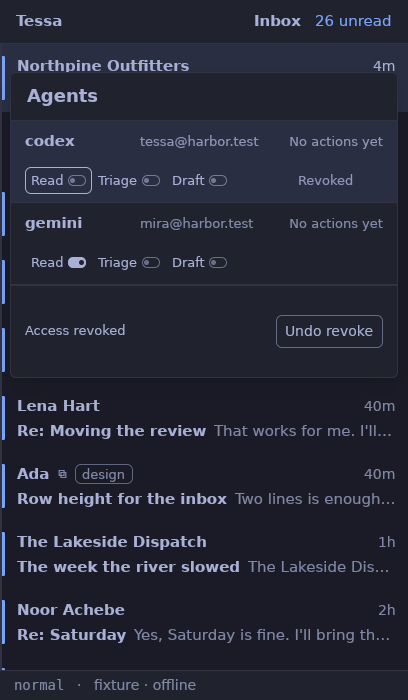 Tessa Inbox 26 unread
Northpine Outfitters 4m
Agents
codex tessa@harbor.test No actions yet
Read Triage Draft Revoked
gemini mira@harbor.test No actions yet
Read Triage Draft
Access revoked Undo revoke
Lena Hart 40m
Re: Moving the review That works for me. I'll...
Ada design 40m
Row height for the inbox Two lines is enough...
The Lakeside Dispatch 1h
The week the river slowed The Lakeside Dis...
Noor Achebe 2h
Re: Saturday Yes, Saturday is fine. I'll bring th...
normal · fixture · offline